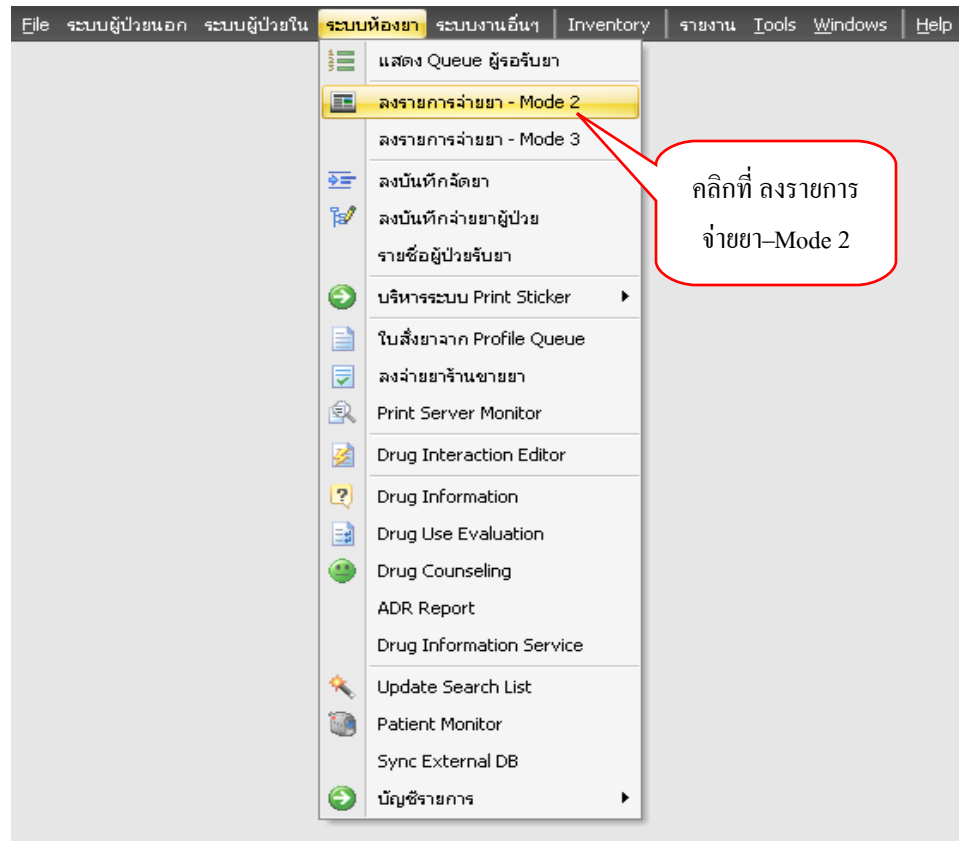 File ระบบผู้ป่วยนอก ระบบผู้ป่วยใน ระบบห้องยา ระบบงานอื่นๆ Inventory รายงาน Tools Windows Help
แสดง Queue ผู้รอรับยา
ลงรายการจ่ายยา - Mode 2
ลงรายการจ่ายยา - Mode 3
คลิกที่ ลงรายการ
จ่ายยา–Mode 2
ลงบันทึกจัดยา
ลงบันทึกจ่ายยาผู้ป่วย
รายชื่อผู้ป่วยรับยา
บริหารระบบ Print Sticker
ใบสั่งยาจาก Profile Queue
ลงจ่ายยาร้านขายยา
Print Server Monitor
Drug Interaction Editor
Drug Information
Drug Use Evaluation
Drug Counseling
ADR Report
Drug Information Service
Update Search List
Patient Monitor
Sync External DB
บัญชีรายการ